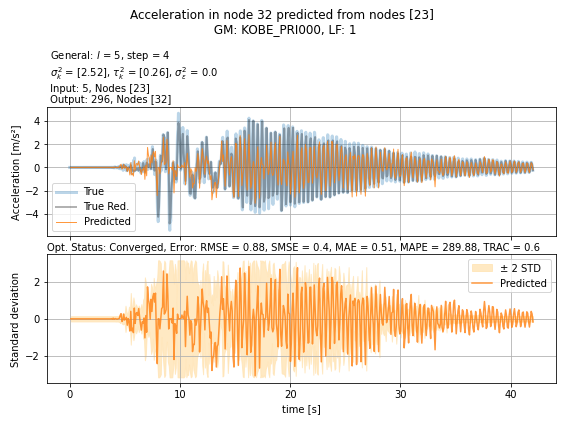 Acceleration in node 32 predicted from nodes [23]
GM: KOBE_PRI000, LF: 1
General: l = 5, step = 4
σ²ₖ = [2.52], τ²ₖ = [0.26], σ²ε = 0.0
Input: 5, Nodes [23]
Output: 296, Nodes [32]
Acceleration [m/s²]
4
2
0
−2
−4
True
True Red.
Predicted
Opt. Status: Converged, Error: RMSE = 0.88, SMSE = 0.4, MAE = 0.51, MAPE = 289.88, TRAC = 0.6
Standard deviation
2
0
−2
± 2 STD
Predicted
0 10 20 30 40
time [s]